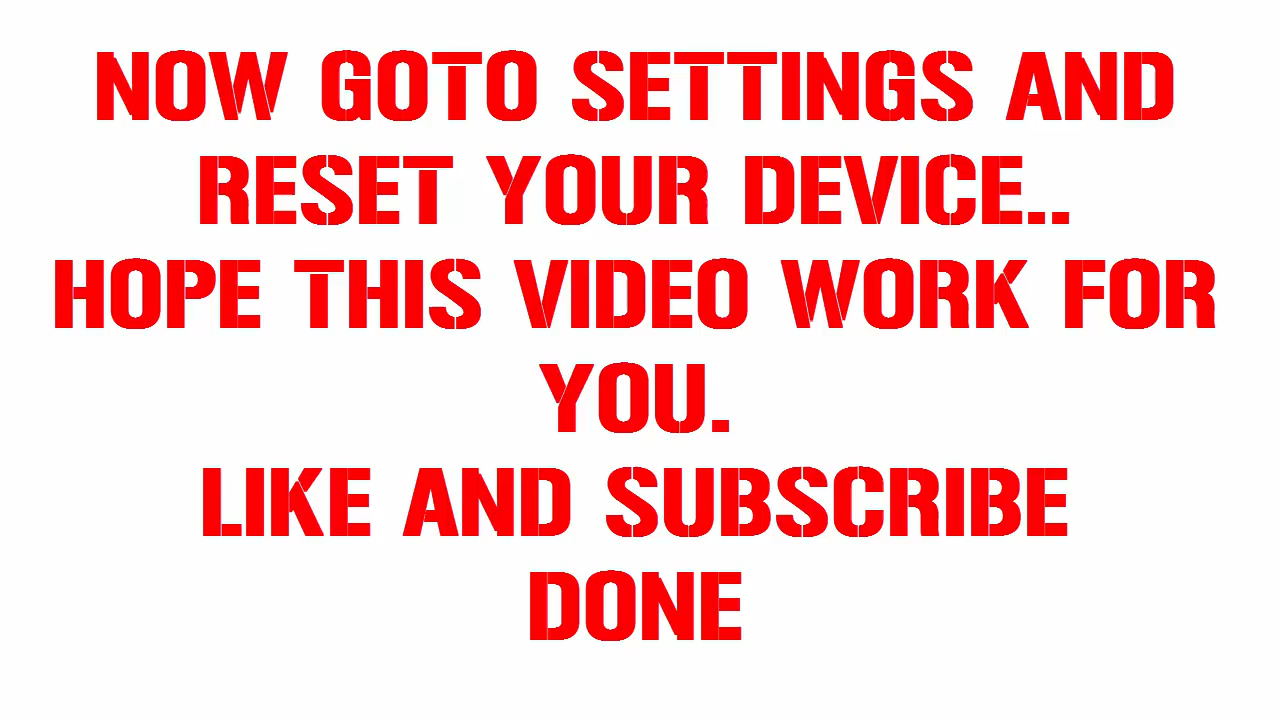 NOW GOTO SETTINGS AND
RESET YOUR DEVICE..
HOPE THIS VIDEO WORK FOR
YOU.
LIKE AND SUBSCRIBE
DONE